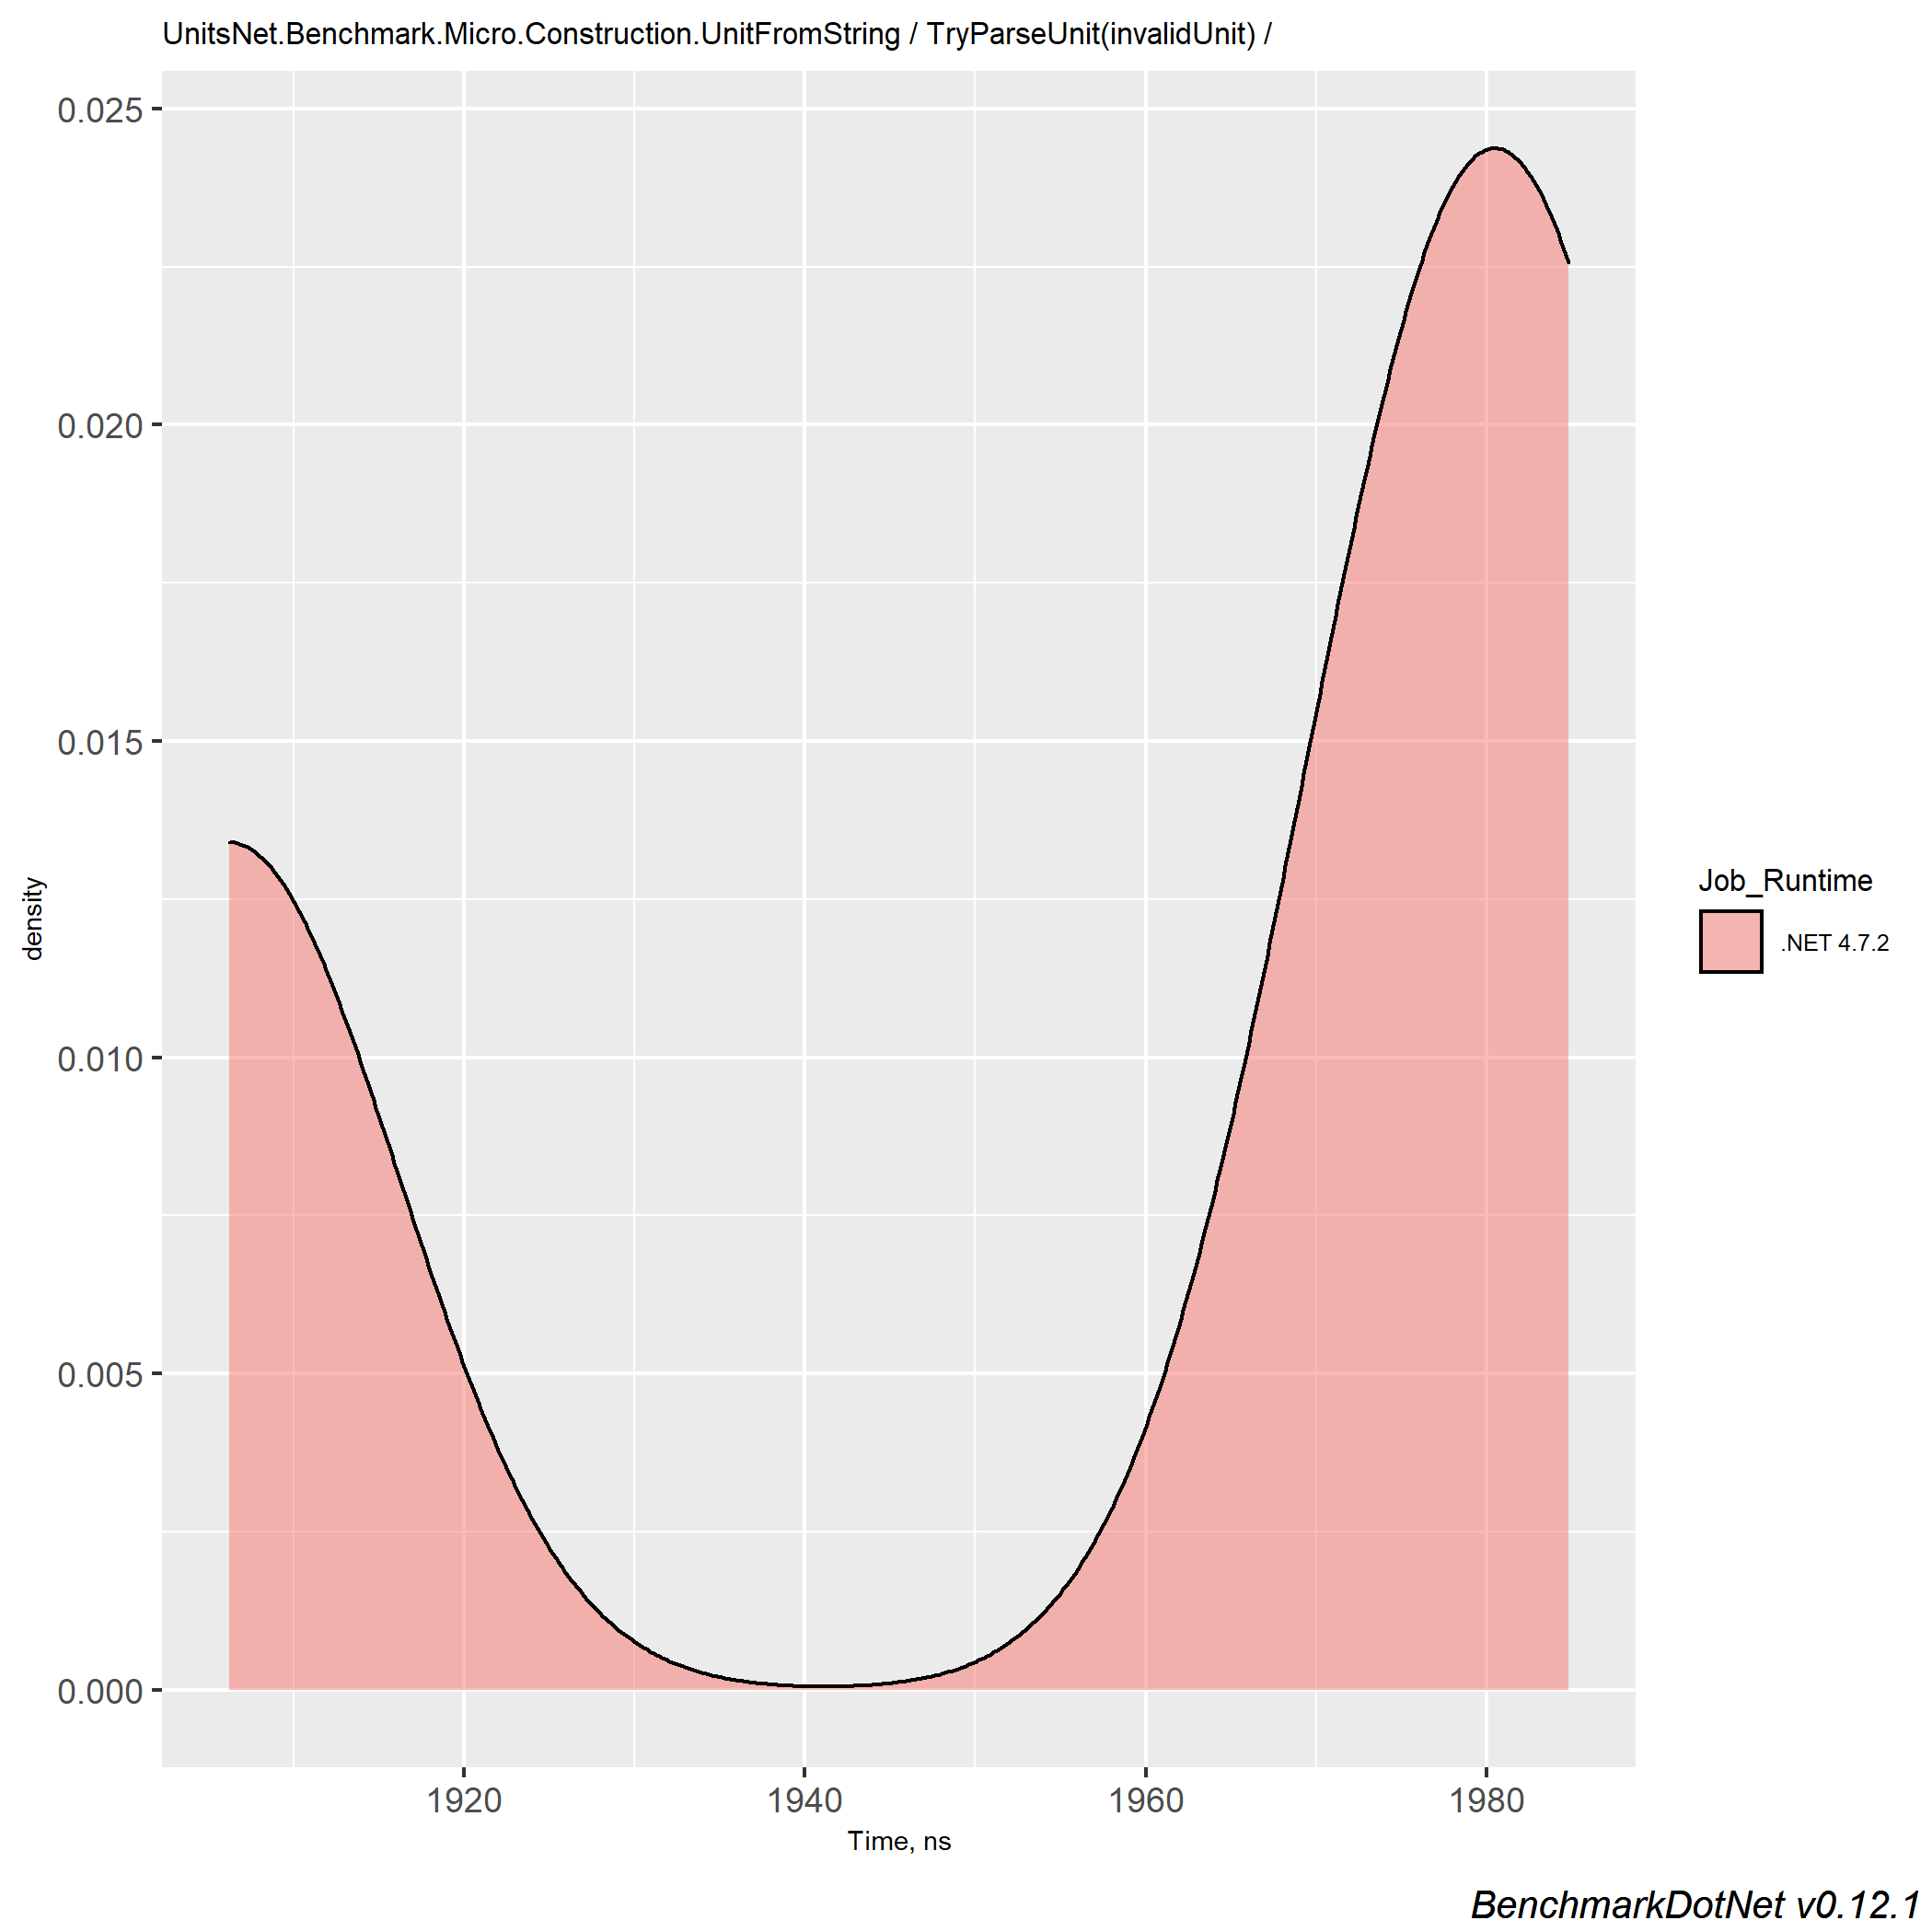 UnitsNet.Benchmark.Micro.Construction.UnitFromString / TryParseUnit(invalidUnit) /
0.025
0.020
0.015
0.010
0.005
0.000
density
1920 1940 1960 1980
Time, ns
Job_Runtime
.NET 4.7.2
BenchmarkDotNet v0.12.1